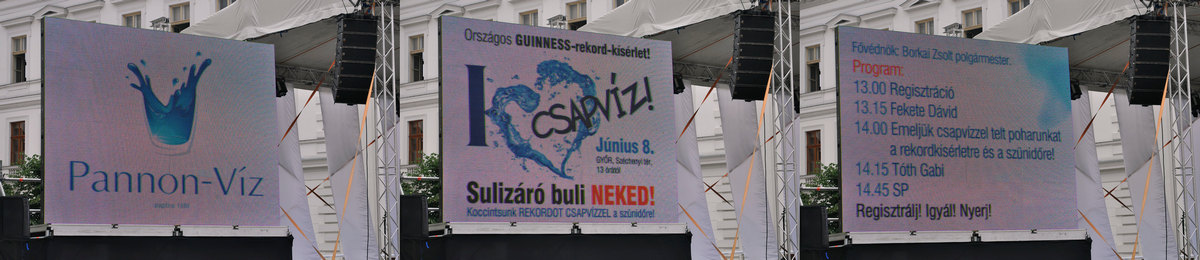 Pannon-Víz
Országos GUINNESS-rekord-kísérlet!
I CSAPVÍZ!
Június 8.
GYŐR, Széchenyi tér,
13 órától
Sulizáró buli NEKED!
Koccintsunk REKORDOT CSAPVÍZZEL a szünidőre!
Fővédnök: Borkai Zsolt polgármester.
Program:
13.00 Regisztráció
13.15 Fekete Dávid
14.00 Emeljük csapvízzel telt poharunkat
a rekordkísérletre és a szünidőre!
14.15 Tóth Gabi
14.45 SP
Regisztrálj! Igyál! Nyerj!